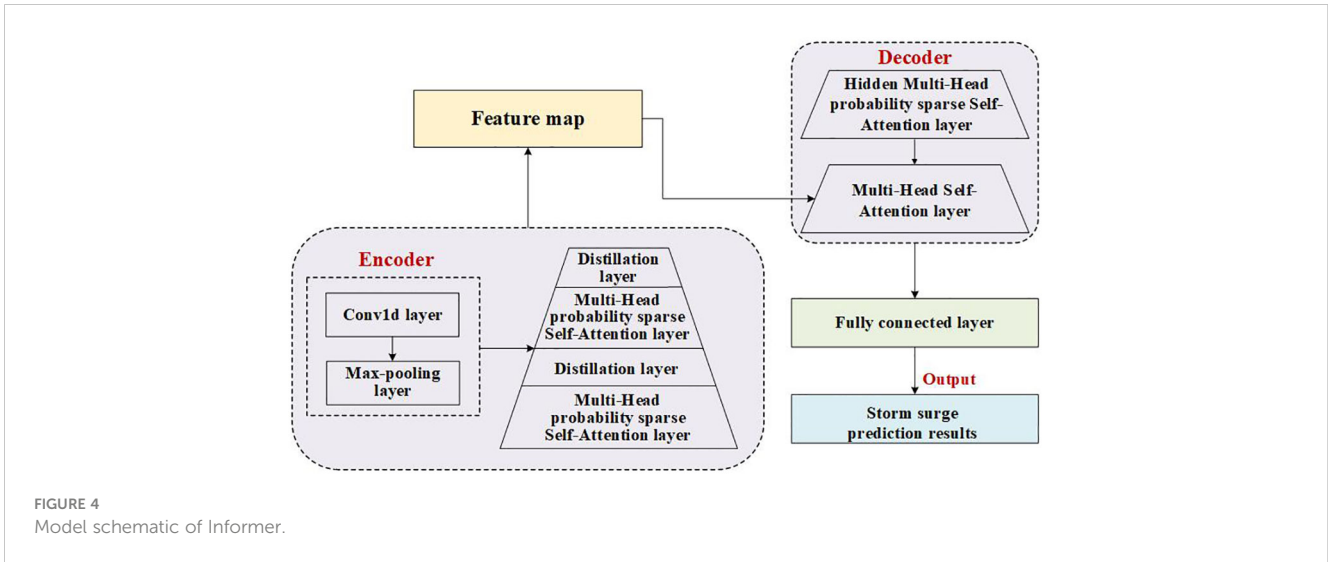 Feature map
Encoder
Conv1d layer
Max-pooling
layer
Distillation
layer
Multi-Head
probability sparse
Self-Attention layer
Distillation layer
Multi-Head
probability sparse
Self-Attention layer
Decoder
Hidden Multi-Head
probability sparse Self-
Attention layer
Multi-Head Self-
Attention layer
Fully connected layer
Output
Storm surge
prediction results
FIGURE 4
Model schematic of Informer.